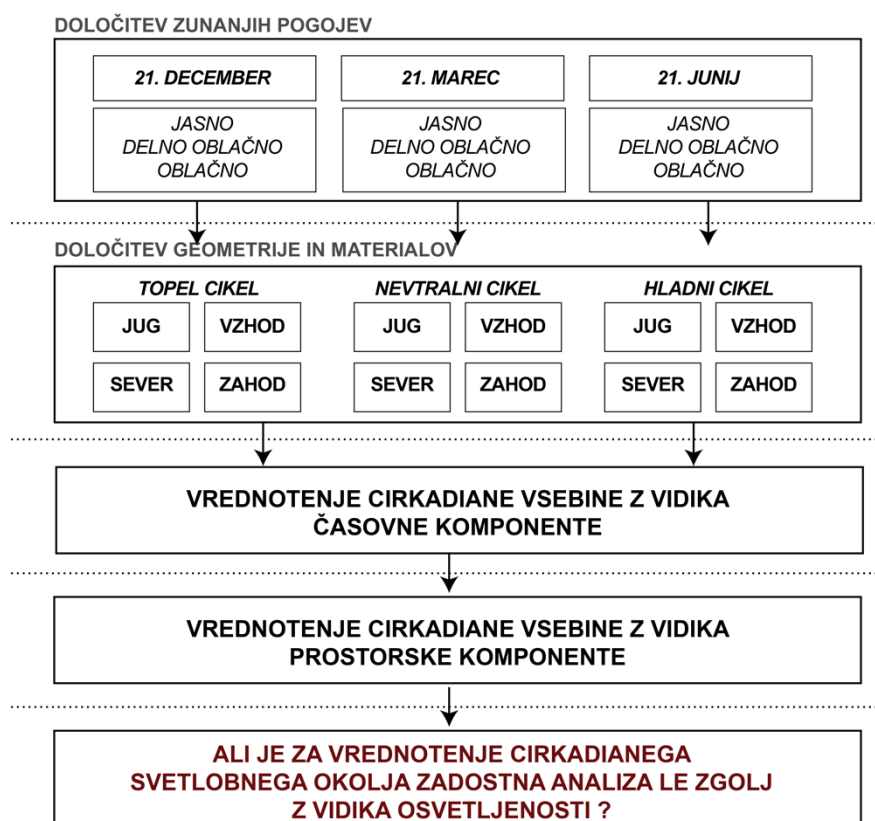 DOLOČITEV ZUNANJIH POGOJEV
21. DECEMBER
21. MAREC
21. JUNIJ
JASNO
DELNO OBLAČNO
OBLAČNO
JASNO
DELNO OBLAČNO
OBLAČNO
JASNO
DELNO OBLAČNO
OBLAČNO
DOLOČITEV GEOMETRIJE IN MATERIALOV
TOPEL CIKEL
NEVTRALNI CIKEL
HLADNI CIKEL
JUG
VZHOD
JUG
VZHOD
JUG
VZHOD
SEVER
ZAHOD
SEVER
ZAHOD
SEVER
ZAHOD
VREDNOTENJE CIRKADIANE VSEBINE Z VIDIKA
ČASOVNE KOMPONENTE
VREDNOTENJE CIRKADIANE VSEBINE Z VIDIKA
PROSTORSKE KOMPONENTE
ALI JE ZA VREDNOTENJE CIRKADIANEGA
SVETLOBNEGA OKOLJA ZADOSTNA ANALIZA LE ZGOLJ
Z VIDIKA OSVETLJENOSTI ?